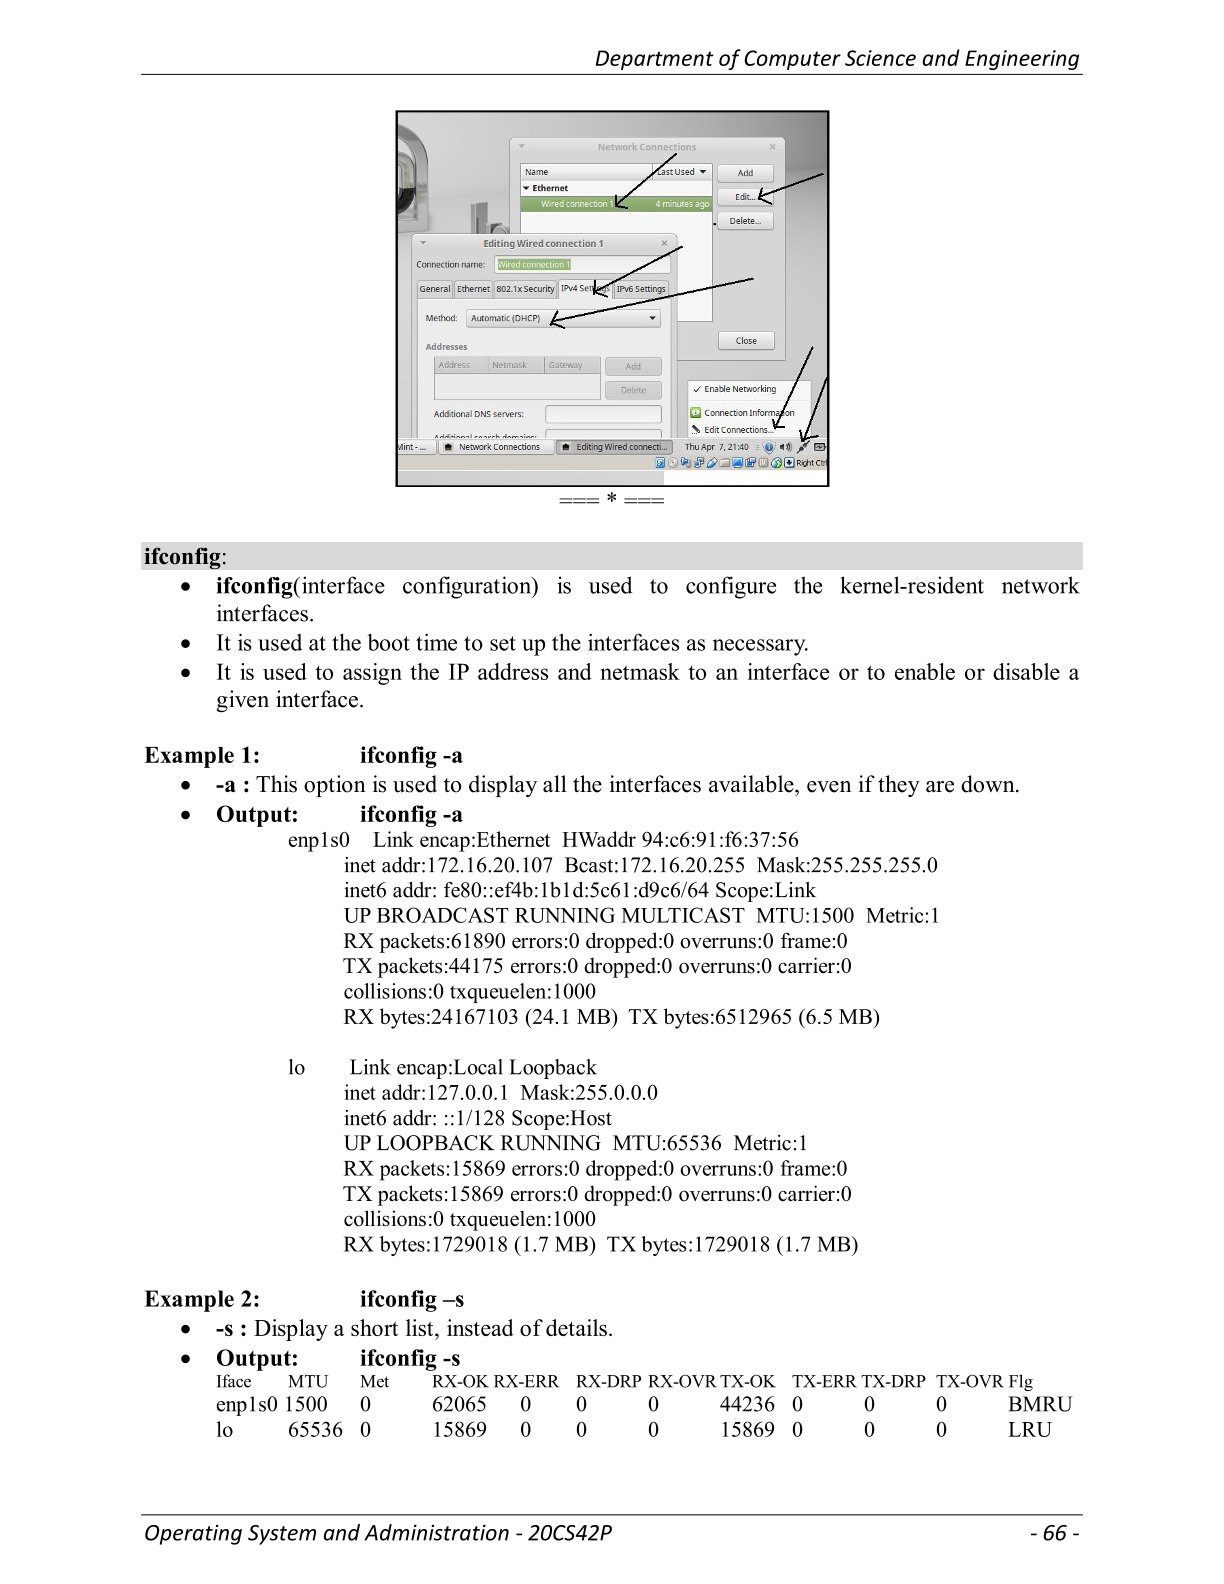 Department of Computer Science and Engineering
Network Connections
Name Last Used
Add
Ethernet
Edit...
Wired connection 1 4 minutes ago
Delete...
Editing Wired connection 1
Connection name: Wired connection 1
General Ethernet 802.1x Security IPv4 Settings IPv6 Settings
Method: Automatic (DHCP)
Close
Addresses
Address Netmask Gateway Add
Delete
Enable Networking
Additional DNS servers:
Connection Information
Edit Connections...
Additional search domains:
Mint - ... Network Connections Editing Wired connecti... Thu Apr 7, 21:40
Right Ctrl
=== * ===
ifconfig:
• ifconfig(interface configuration) is used to configure the kernel-resident network
interfaces.
• It is used at the boot time to set up the interfaces as necessary.
• It is used to assign the IP address and netmask to an interface or to enable or disable a
given interface.
Example 1: ifconfig -a
• -a : This option is used to display all the interfaces available, even if they are down.
• Output: ifconfig -a
enp1s0 Link encap:Ethernet HWaddr 94:c6:91:f6:37:56
inet addr:172.16.20.107 Bcast:172.16.20.255 Mask:255.255.255.0
inet6 addr: fe80::ef4b:1b1d:5c61:d9c6/64 Scope:Link
UP BROADCAST RUNNING MULTICAST MTU:1500 Metric:1
RX packets:61890 errors:0 dropped:0 overruns:0 frame:0
TX packets:44175 errors:0 dropped:0 overruns:0 carrier:0
collisions:0 txqueuelen:1000
RX bytes:24167103 (24.1 MB) TX bytes:6512965 (6.5 MB)
lo Link encap:Local Loopback
inet addr:127.0.0.1 Mask:255.0.0.0
inet6 addr: ::1/128 Scope:Host
UP LOOPBACK RUNNING MTU:65536 Metric:1
RX packets:15869 errors:0 dropped:0 overruns:0 frame:0
TX packets:15869 errors:0 dropped:0 overruns:0 carrier:0
collisions:0 txqueuelen:1000
RX bytes:1729018 (1.7 MB) TX bytes:1729018 (1.7 MB)
Example 2: ifconfig –s
• -s : Display a short list, instead of details.
• Output: ifconfig -s
Iface MTU Met RX-OK RX-ERR RX-DRP RX-OVR TX-OK TX-ERR TX-DRP TX-OVR Flg
enp1s0 1500 0 62065 0 0 0 44236 0 0 0 BMRU
lo 65536 0 15869 0 0 0 15869 0 0 0 LRU
Operating System and Administration - 20CS42P - 66 -